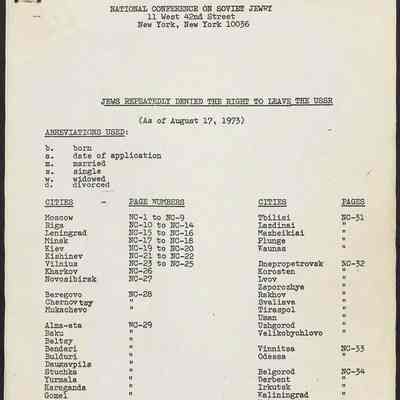 NATIONAL CONFERENCE ON SOVIET JEWRY
11 West 42nd Street
New York, New York 10036
JEWS REPEATEDLY DENIED THE RIGHT TO LEAVE THE USSR
(As of August 17, 1973)
ABBREVIATIONS USED:
b. born
a. date of application
m. married
s. single
w. widowed
d. divorced
CITIES - PAGE NUMBERS CITIES PAGES
Moscow NC-1 to NC-9 Tbilisi NC-31
Riga NC-10 to NC-14 Lazdinai "
Leningrad NC-15 to NC-16 Mazheikiai "
Minsk NC-17 to NC-18 Plunge "
Kiev NC-19 to NC-20 Kaunas "
Kishinev NC-21 to NC-22
Vilnius NC-23 to NC-25 Dnepropetrovsk NC-32
Kharkov NC-26 Korosten "
Novosibirsk NC-27 Lvov "
Zaporozhye "
Beregovo NC-28 Rakhov "
Chernovtzy " Svaliava "
Mukachevo " Tiraspol "
Uman "
Alma-ata NC-29 Uzhgorod "
Baku " Velikobychlovo "
Beltsy "
Bendari " Vinnitsa NC-33
Bulduri " Odessa "
Daugavpils "
Stuchka " Belgorod NC-34
Yurmala " Derbent "
Karaganda " Irkutsk "
Gomel " Kaliningrad "